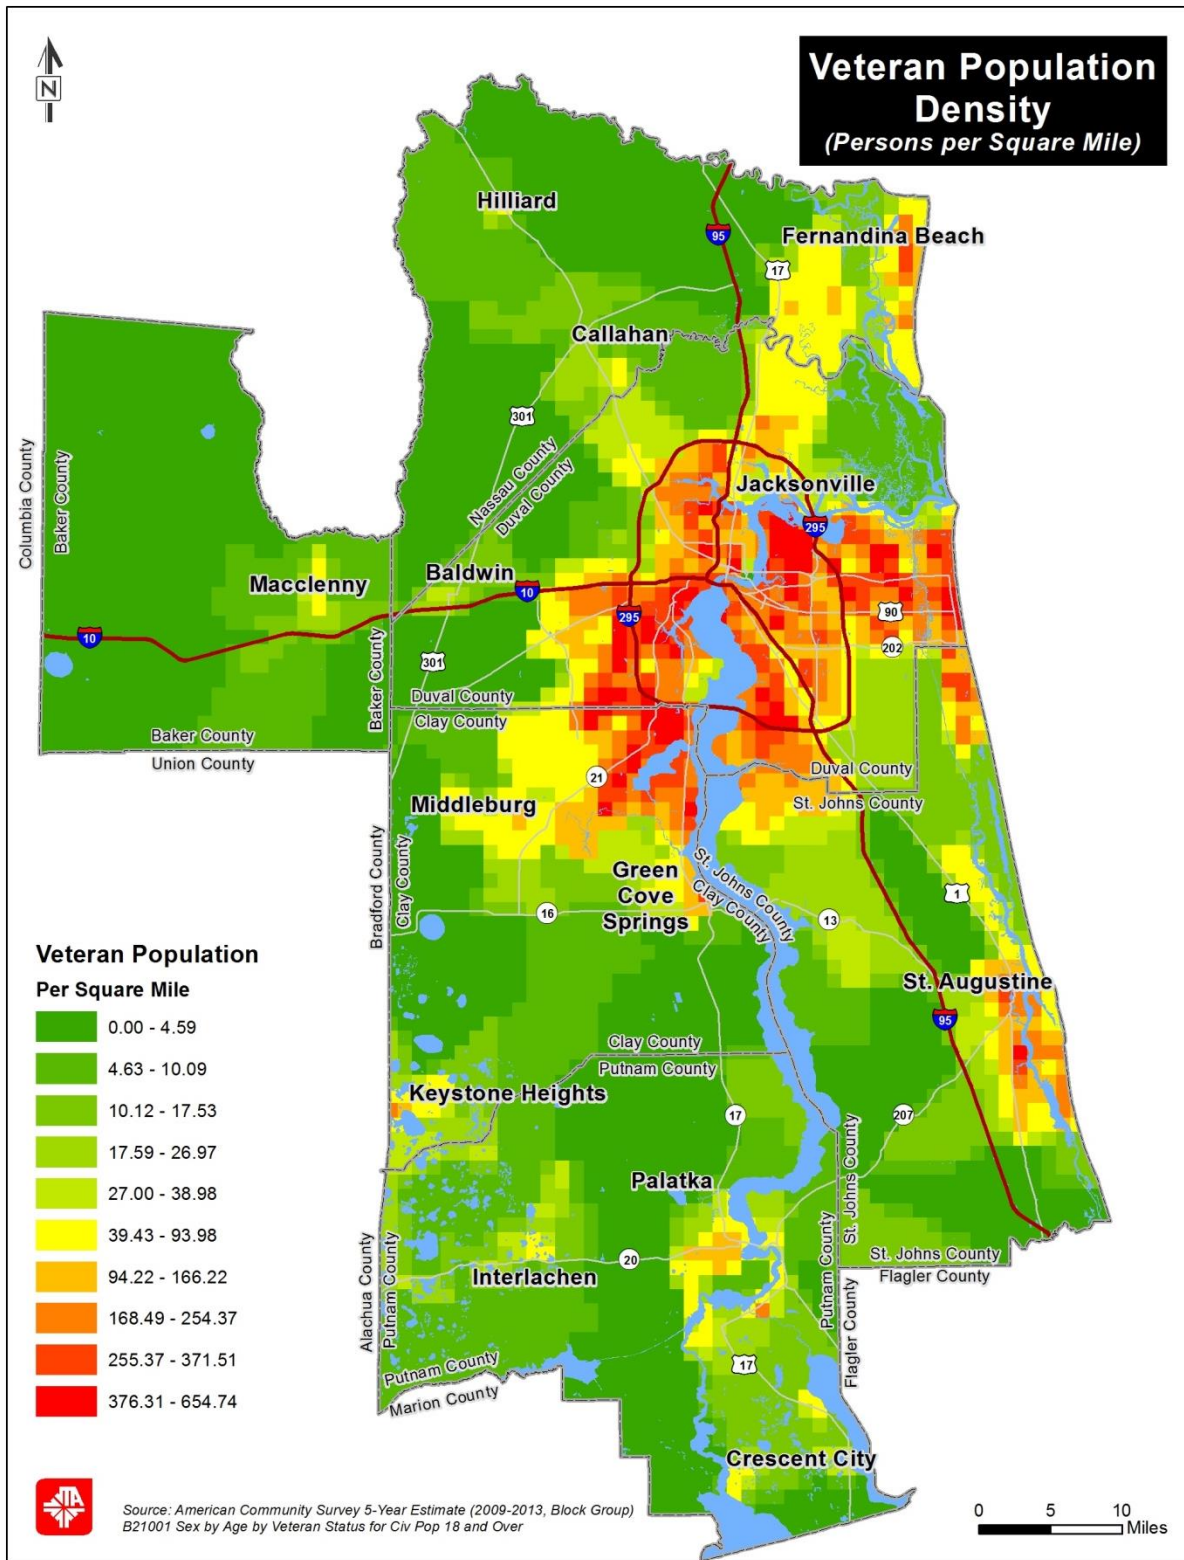 Veteran Population
Density
(Persons per Square Mile)
N
Hilliard
95
Fernandina Beach
17
Callahan
301
Columbia County
Baker County
Nassau County
Duval County
Jacksonville
295
Macclenny
Baldwin
10
295
90
10
301
202
Baker County
Duval County
Clay County
Baker County
Union County
21
Duval County
St. Johns County
Middleburg
Bradford County
Clay County
Green
Cove
Springs
St. Johns County
Clay County
16
13
1
St. Augustine
95
Clay County
Putnam County
Keystone Heights
17
207
Palatka
St. Johns County
Putnam County
St. Johns County
Flagler County
20
Interlachen
Alachua County
Putnam County
Flagler County
17
Putnam County
Marion County
Crescent City
Veteran Population
Per Square Mile
0.00 - 4.59
4.63 - 10.09
10.12 - 17.53
17.59 - 26.97
27.00 - 38.98
39.43 - 93.98
94.22 - 166.22
168.49 - 254.37
255.37 - 371.51
376.31 - 654.74
JTA
Source: American Community Survey 5-Year Estimate (2009-2013, Block Group)
B21001 Sex by Age by Veteran Status for Civ Pop 18 and Over
0 5 10
Miles